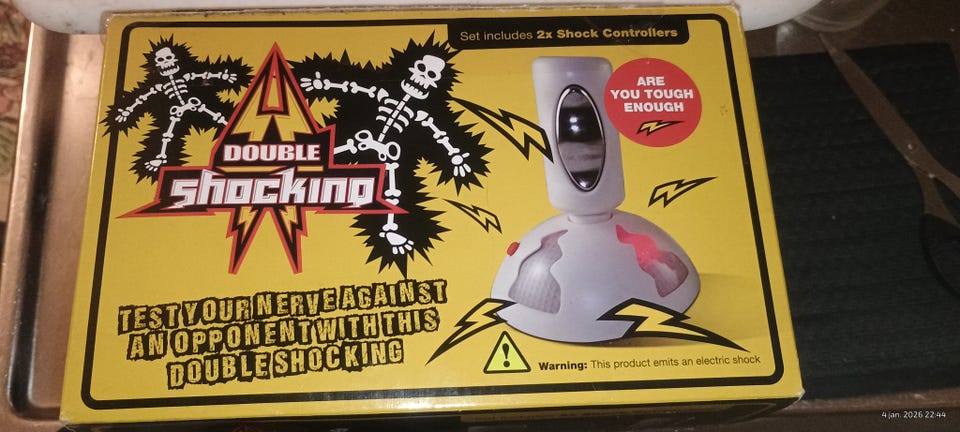 Set includes 2x Shock Controllers
ARE
YOU TOUGH
ENOUGH
DOUBLE
shocking
TEST YOUR NERVE AGAINST
AN OPPONENT WITH THIS
DOUBLE SHOCKING
Warning: This product emits an electric shock
4 jan. 2026 22:44